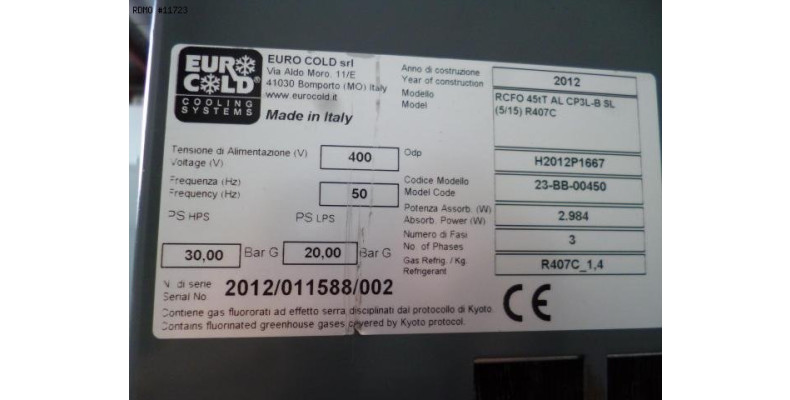 RDMO #11723
EURO COLD®
COOLING
SYSTEMS
EURO COLD srl
Via Aldo Moro, 11/E
41030 Bomporto (MO) Italy
www.eurocold.it
Made in Italy
Anno di costruzione
Year of construction
2012
Modello
Model
RCFO 45tT AL CP3L-B SL
(5/15) R407C
Tensione di Alimentazione (V)
Voltage (V)
400
Odp
H2012P1667
Frequenza (Hz)
Frequency (Hz)
50
Codice Modello
Model Code
23-BB-00450
Potenza Assorb. (W)
Absorb. Power (W)
2.984
PS HPS
PS LPS
Numero di Fasi
No. of Phases
3
30,00 Bar G
20,00 Bar G
Gas Refrig. / Kg.
Refrigerant
R407C_1,4
N. di serie
Serial No
2012/011588/002
CE
Contiene gas fluororati ad effetto serra disciplinati dal protocollo di Kyoto.
Contains fluorinated greenhouse gases covered by Kyoto protocol.